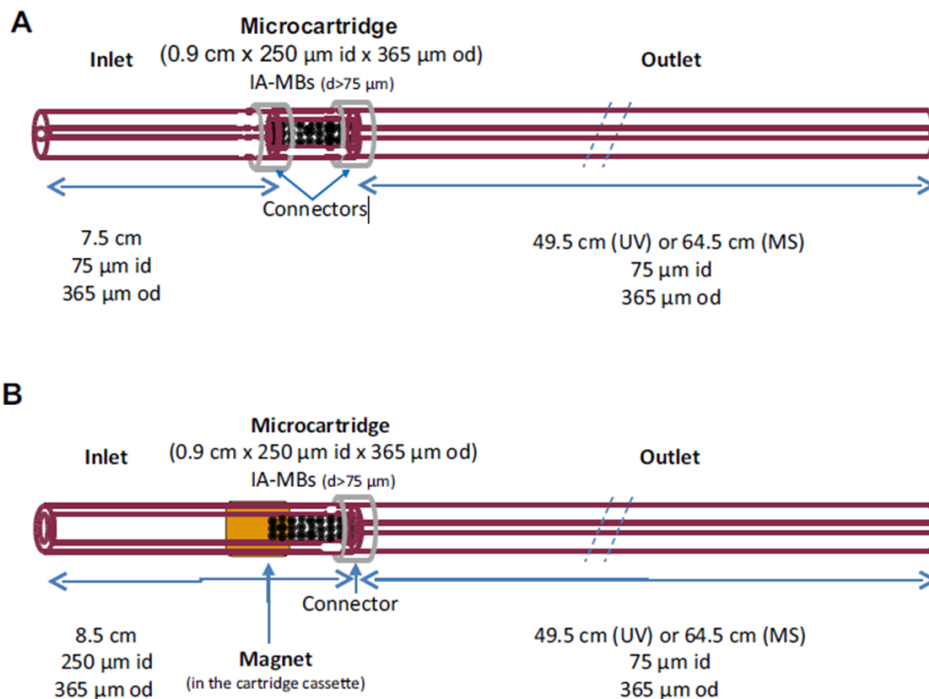 A
Microcartridge
(0.9 cm x 250 µm id x 365 µm od)
Inlet
IA-MBs (d>75 µm)
Outlet
Connectors
7.5 cm
75 µm id
365 µm od
49.5 cm (UV) or 64.5 cm (MS)
75 µm id
365 µm od
B
Microcartridge
(0.9 cm x 250 µm id x 365 µm od)
Inlet
IA-MBs (d>75 µm)
Outlet
Connector
8.5 cm
250 µm id
365 µm od
Magnet
(in the cartridge cassette)
49.5 cm (UV) or 64.5 cm (MS)
75 µm id
365 µm od